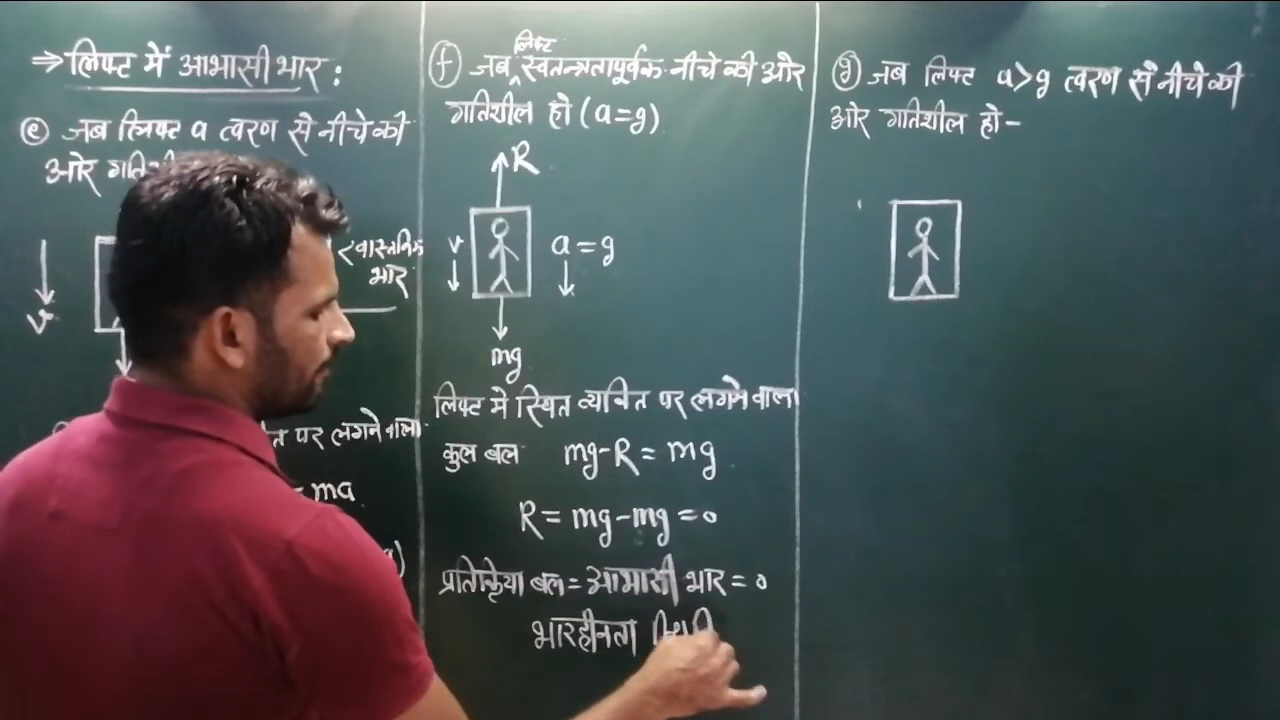 ⇒ लिफ्ट में आभासी भार :
(e) जब लिफ्ट a त्वरण से नीचे की
ओर
v
वास्तविक
भार
पर लगने वाला
ma
(f) जब लिफ्ट स्वतन्त्रतापूर्वक नीचे की ओर
गतिशील हो (a=g)
R
v
a = g
mg
लिफ्ट में स्थित व्यक्ति पर लगने वाला
कुल बल mg-R = mg
R = mg-mg = 0
प्रतिक्रिया बल = आभासी भार = 0
भारहीनता
(g) जब लिफ्ट a>g त्वरण से नीचे की
ओर गतिशील हो -